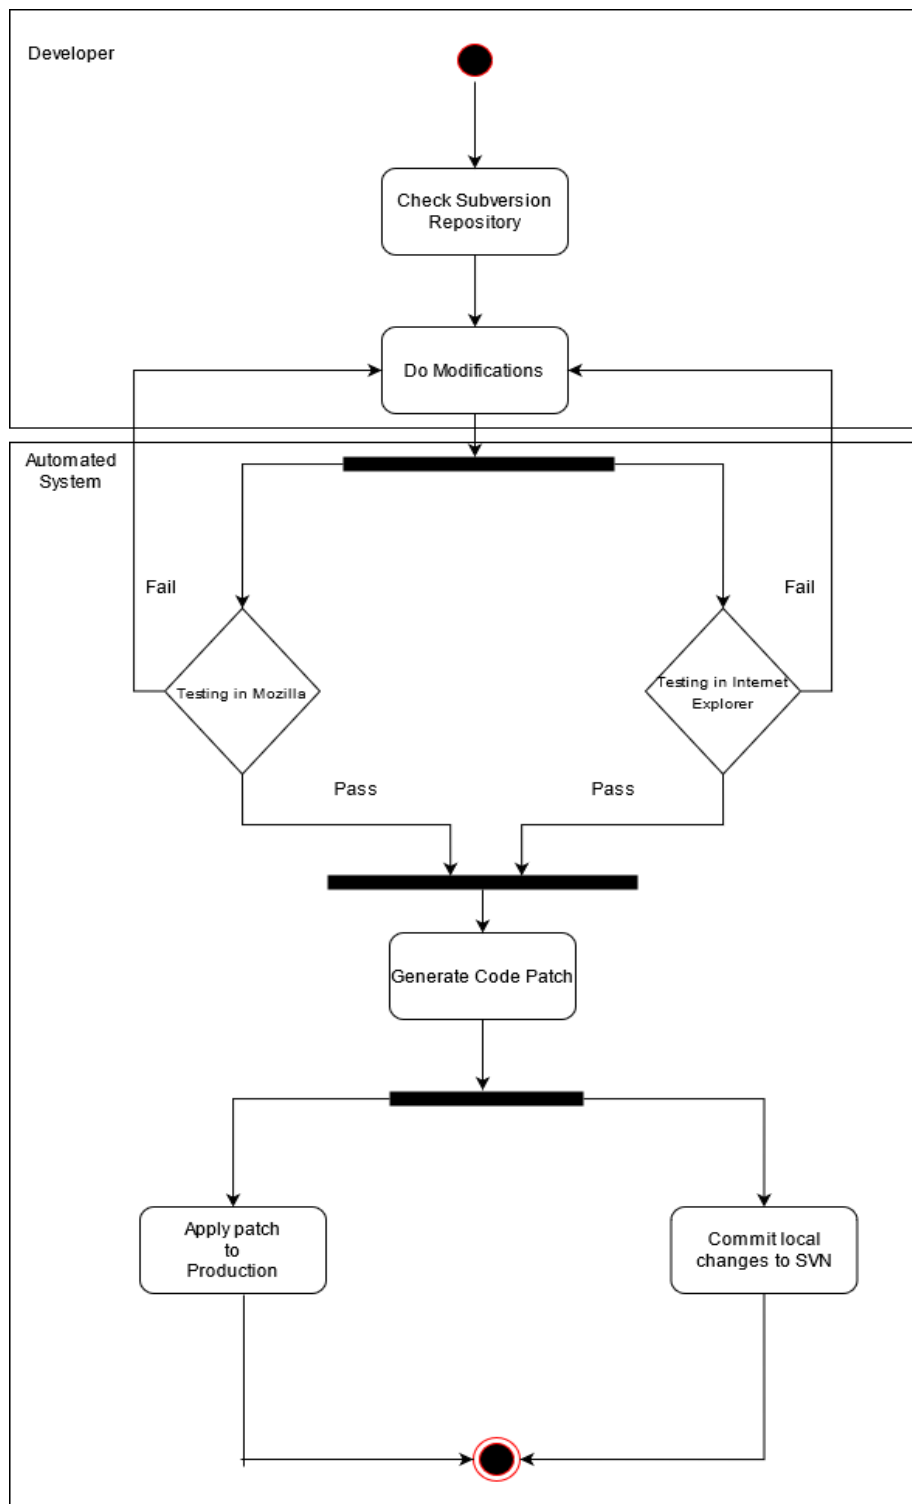 Developer
Check Subversion
Repository
Do Modifications
Automated
System
Fail
Fail
Testing in Mozilla
Testing in Internet
Explorer
Pass
Pass
Generate Code Patch
Apply patch
to
Production
Commit local
changes to SVN